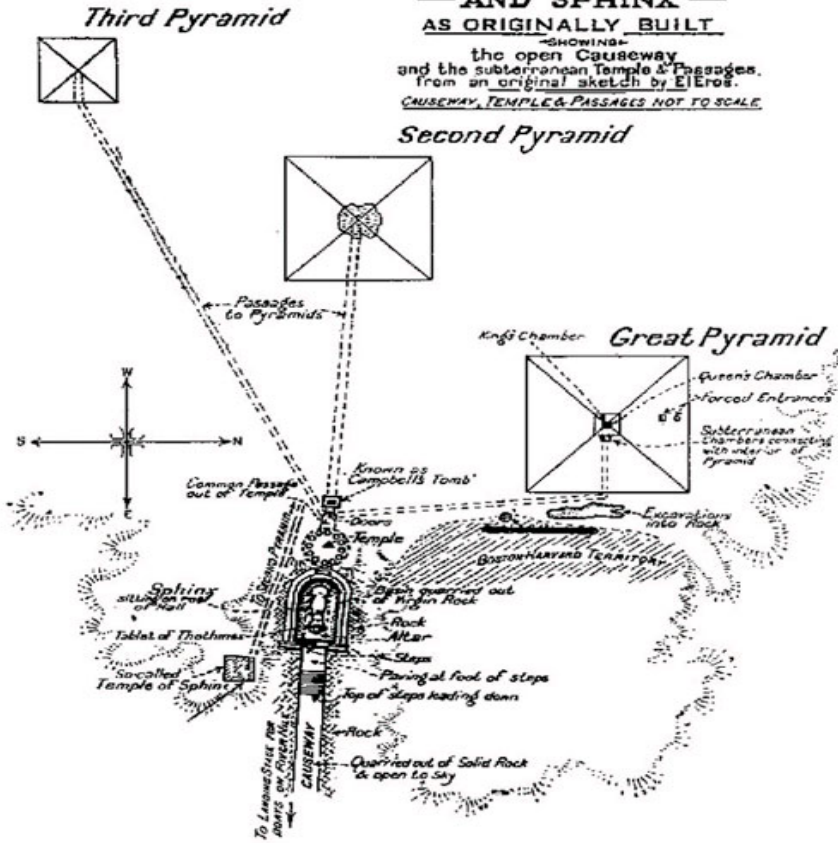 Third Pyramid
AND SPHINX
AS ORIGINALLY BUILT
SHOWING
the open Causeway
and the subterranean Temple & Passages,
from an original sketch by El Eros.
CAUSEWAY, TEMPLE & PASSAGES NOT TO SCALE
Second Pyramid
Passages
to Pyramids
King's Chamber
Great Pyramid
Queen's Chamber
Forced Entrances
Subterranean
Chambers connecting
with interior of
Pyramid
W
S
N
E
Common Passage
out of Temple
Known as
Campbell's Tomb
Doors
Temple
Excavations
into Rock
BOSTON-HARVARD TERRITORY
SECOND PYRAMID
Sphinx
sitting on roof
of Hall
Basin quarried out
of Virgin Rock
Tablet of Thothmes
Rock
Altar
Steps
So-called
Temple of Sphinx
Paving at foot of steps
Top of steps leading down
Rock
CAUSEWAY
Quarried out of Solid Rock
& open to Sky
TO LANDING STAGE FOR
BOATS ON RIVER NILE